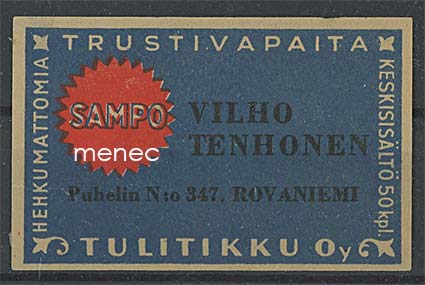 TRUSTIVAPAITA
HEHKUMATTOMIA
SAMPO
menec
VILHO
TENHONEN
Puhelin N:o 347. ROVANIEMI
KESKISISÄLTÖ 50 kpl.
TULITIKKU Oy